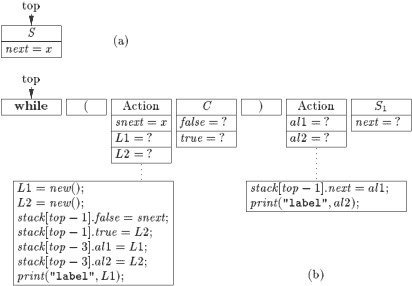 top
S
next = x
(a)
top
while ( Action C ) Action S1
snext = x false = ? al1 = ? next = ?
L1 = ? true = ? al2 = ?
L2 = ?
L1 = new();
L2 = new();
stack[top − 1].false = snext;
stack[top − 1].true = L2;
stack[top − 3].al1 = L1;
stack[top − 3].al2 = L2;
print("label", L1);
stack[top − 1].next = al1;
print("label", al2);
(b)